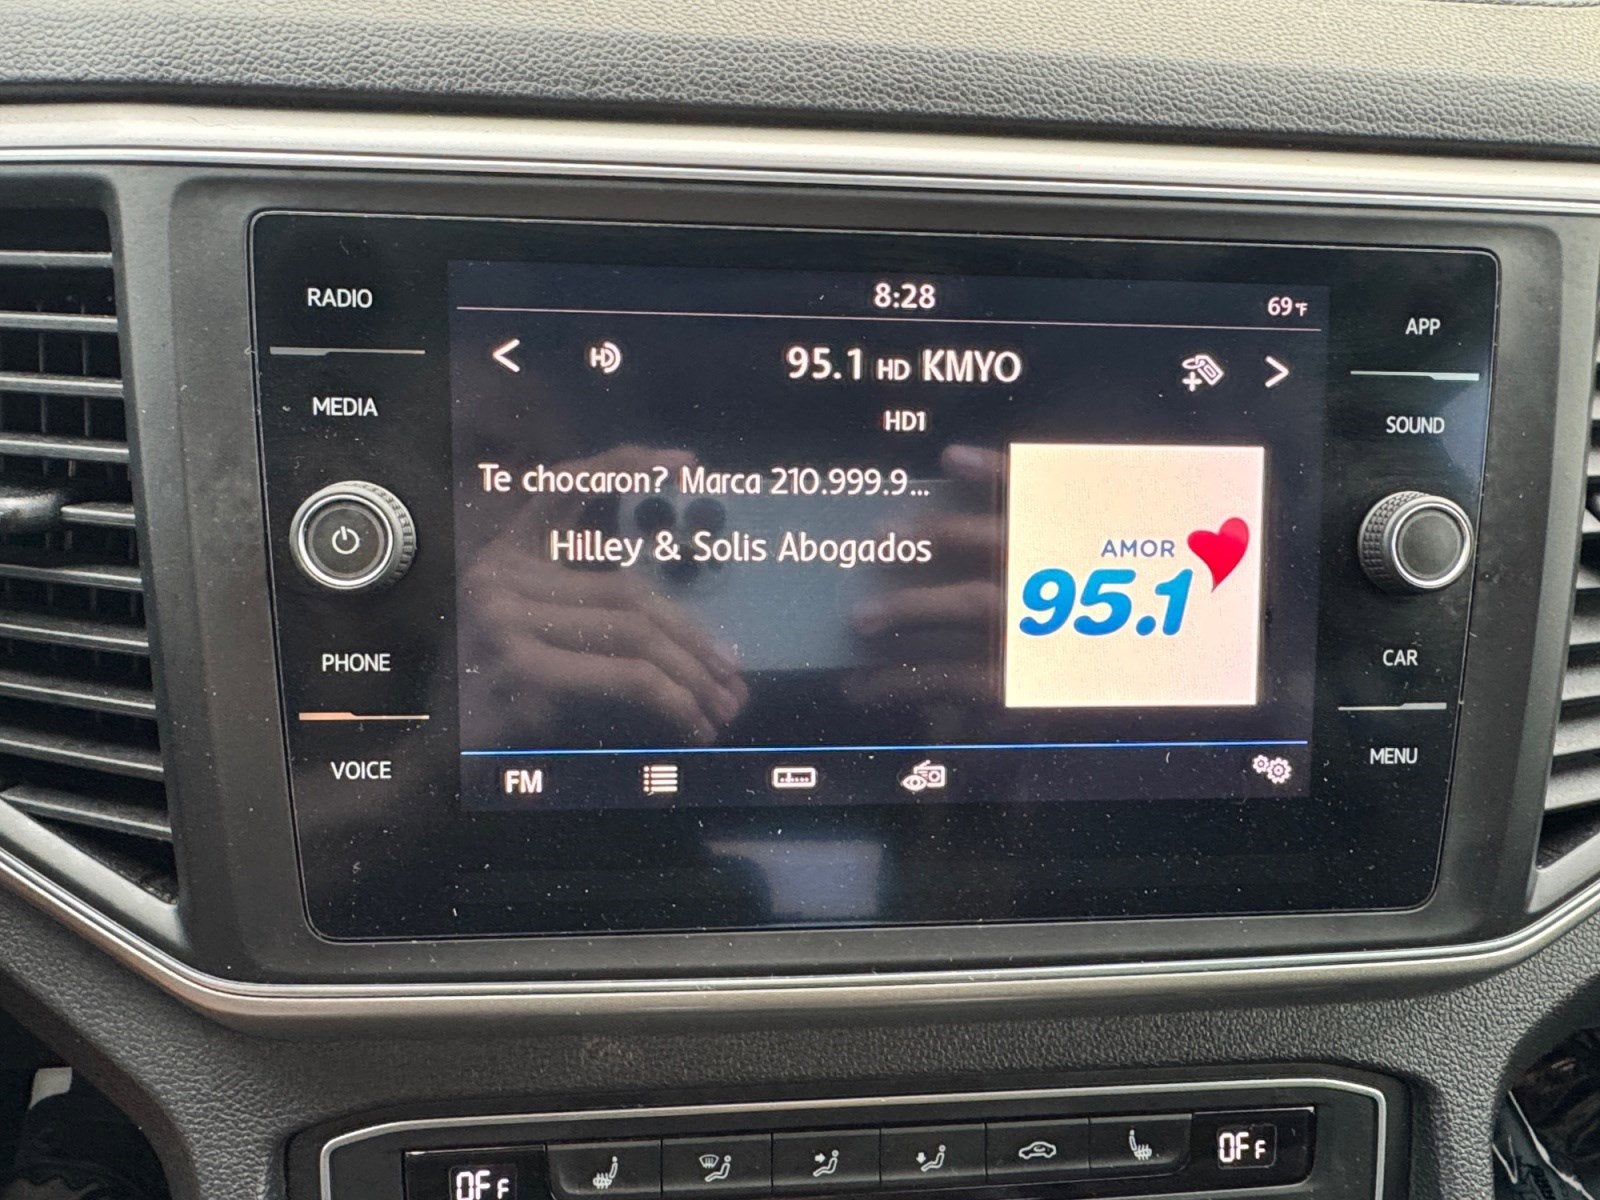 8:28
69°F
RADIO
APP
95.1 HD KMYO
HD
HD1
MEDIA
SOUND
Te chocaron? Marca 210.999.9...
Hilley & Solis Abogados
AMOR
95.1
PHONE
CAR
VOICE
MENU
FM
OFF
OFF